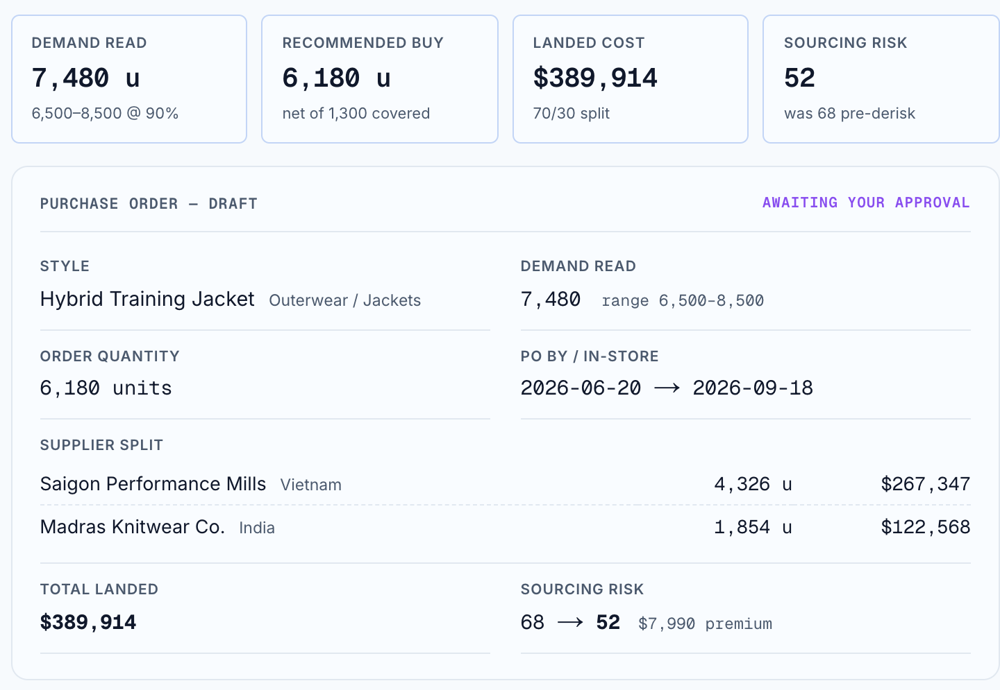 DEMAND READ
7,480 u
6,500–8,500 @ 90%
RECOMMENDED BUY
6,180 u
net of 1,300 covered
LANDED COST
$389,914
70/30 split
SOURCING RISK
52
was 68 pre-derisk
PURCHASE ORDER — DRAFT
AWAITING YOUR APPROVAL
STYLE
Hybrid Training Jacket Outerwear / Jackets
DEMAND READ
7,480 range 6,500–8,500
ORDER QUANTITY
6,180 units
PO BY / IN-STORE
2026-06-20 → 2026-09-18
SUPPLIER SPLIT
Saigon Performance Mills Vietnam 4,326 u $267,347
Madras Knitwear Co. India 1,854 u $122,568
TOTAL LANDED
$389,914
SOURCING RISK
68 → 52 $7,990 premium